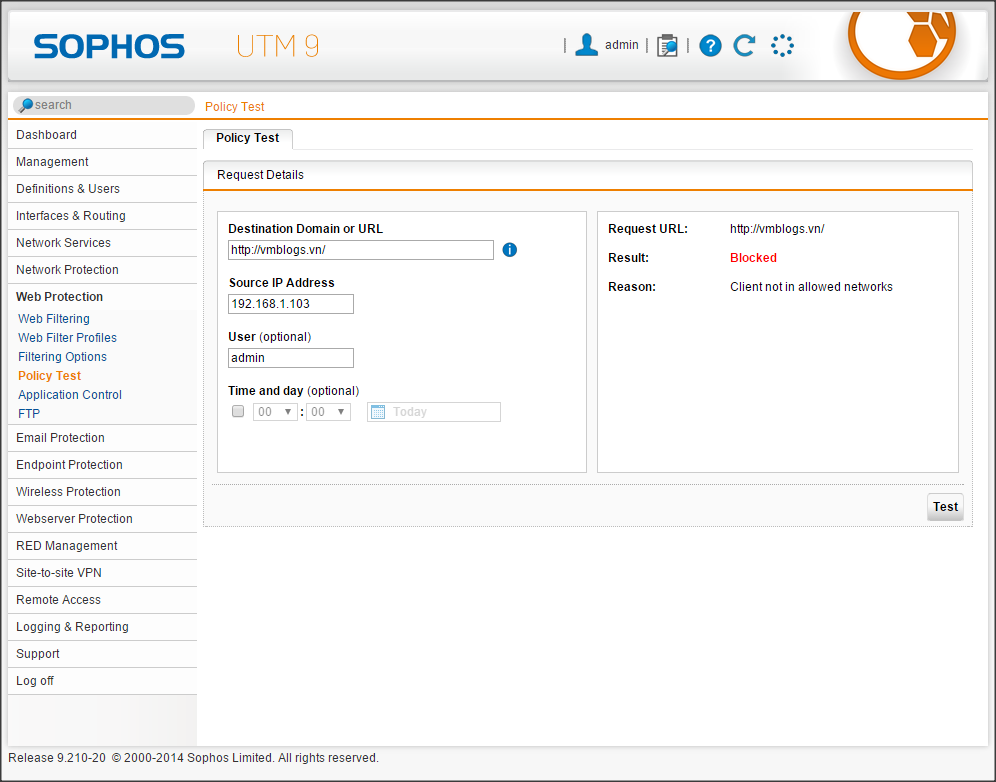 SOPHOS UTM 9 | admin | | ?
search Policy Test
Dashboard
Management
Definitions & Users
Interfaces & Routing
Network Services
Network Protection
Web Protection
Web Filtering
Web Filter Profiles
Filtering Options
Policy Test
Application Control
FTP
Email Protection
Endpoint Protection
Wireless Protection
Webserver Protection
RED Management
Site-to-site VPN
Remote Access
Logging & Reporting
Support
Log off
Policy Test
Request Details
Destination Domain or URL
http://vmblogs.vn/ i
Source IP Address
192.168.1.103
User (optional)
admin
Time and day (optional)
00 ▼ : 00 ▼ Today
Request URL: http://vmblogs.vn/
Result: Blocked
Reason: Client not in allowed networks
Test
Release 9.210-20 © 2000-2014 Sophos Limited. All rights reserved.